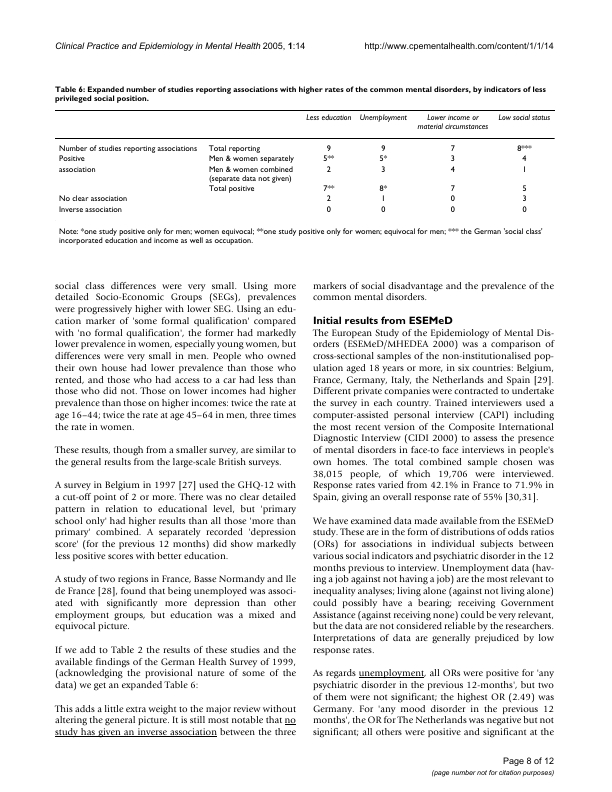 Clinical Practice and Epidemiology in Mental Health 2005, 1:14 http://www.cpementalhealth.com/content/1/1/14
Table 6: Expanded number of studies reporting associations with higher rates of the common mental disorders, by indicators of less
privileged social position.
Less education Unemployment Lower income or
material circumstances Low social status
Number of studies reporting associations Total reporting 9 9 7 8***
Positive Men & women separately 5** 5* 3 4
association Men & women combined 2 3 4 1
(separate data not given)
Total positive 7** 8* 7 5
No clear association 2 1 0 3
Inverse association 0 0 0 0
Note: *one study positive only for men; women equivocal; **one study positive only for women; equivocal for men; *** the German 'social class'
incorporated education and income as well as occupation.
social class differences were very small. Using more
detailed Socio-Economic Groups (SEGs), prevalences
were progressively higher with lower SEG. Using an edu-
cation marker of 'some formal qualification' compared
with 'no formal qualification', the former had markedly
lower prevalence in women, especially young women, but
differences were very small in men. People who owned
their own house had lower prevalence than those who
rented, and those who had access to a car had less than
those who did not. Those on lower incomes had higher
prevalence than those on higher incomes: twice the rate at
age 16–44; twice the rate at age 45–64 in men, three times
the rate in women.
These results, though from a smaller survey, are similar to
the general results from the large-scale British surveys.
A survey in Belgium in 1997 [27] used the GHQ-12 with
a cut-off point of 2 or more. There was no clear detailed
pattern in relation to educational level, but 'primary
school only' had higher results than all those 'more than
primary' combined. A separately recorded 'depression
score' (for the previous 12 months) did show markedly
less positive scores with better education.
A study of two regions in France, Basse Normandy and Ile
de France [28], found that being unemployed was associ-
ated with significantly more depression than other
employment groups, but education was a mixed and
equivocal picture.
If we add to Table 2 the results of these studies and the
available findings of the German Health Survey of 1999,
(acknowledging the provisional nature of some of the
data) we get an expanded Table 6:
This adds a little extra weight to the major review without
altering the general picture. It is still most notable that no
study has given an inverse association between the three
markers of social disadvantage and the prevalence of the
common mental disorders.
Initial results from ESEMeD
The European Study of the Epidemiology of Mental Dis-
orders (ESEMeD/MHEDEA 2000) was a comparison of
cross-sectional samples of the non-institutionalised pop-
ulation aged 18 years or more, in six countries: Belgium,
France, Germany, Italy, the Netherlands and Spain [29].
Different private companies were contracted to undertake
the survey in each country. Trained interviewers used a
computer-assisted personal interview (CAPI) including
the most recent version of the Composite International
Diagnostic Interview (CIDI 2000) to assess the presence
of mental disorders in face-to face interviews in people's
own homes. The total combined sample chosen was
38,015 people, of which 19,706 were interviewed.
Response rates varied from 42.1% in France to 71.9% in
Spain, giving an overall response rate of 55% [30,31].
We have examined data made available from the ESEMeD
study. These are in the form of distributions of odds ratios
(ORs) for associations in individual subjects between
various social indicators and psychiatric disorder in the 12
months previous to interview. Unemployment data (hav-
ing a job against not having a job) are the most relevant to
inequality analyses; living alone (against not living alone)
could possibly have a bearing; receiving Government
Assistance (against receiving none) could be very relevant,
but the data are not considered reliable by the researchers.
Interpretations of data are generally prejudiced by low
response rates.
As regards unemployment, all ORs were positive for 'any
psychiatric disorder in the previous 12-months', but two
of them were not significant; the highest OR (2.49) was
Germany. For 'any mood disorder in the previous 12
months', the OR for The Netherlands was negative but not
significant; all others were positive and significant at the
Page 8 of 12
(page number not for citation purposes)